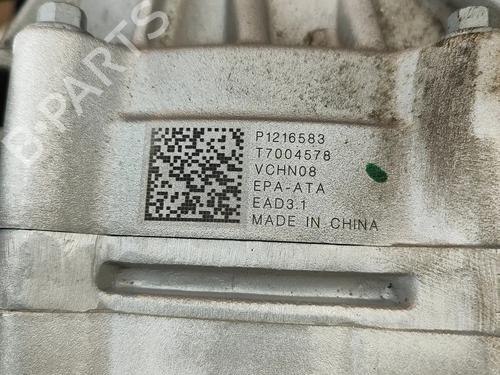 B-PARTS
P1216583
T7004578
VCHN08
EPA-ATA
EAD3.1
MADE IN CHINA